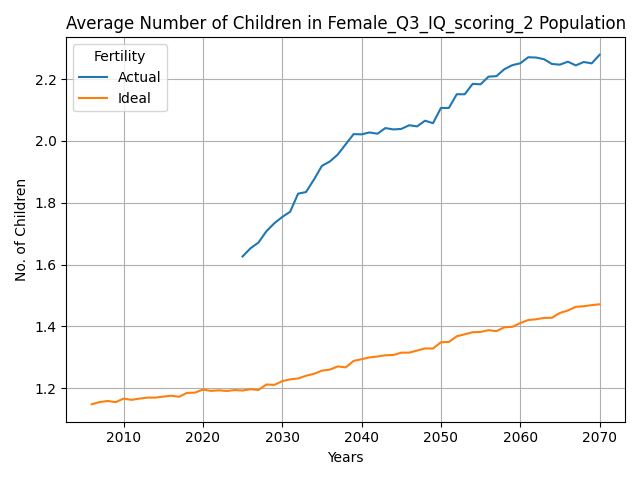 Average Number of Children in Female_Q3_IQ_scoring_2 Population
Fertility
Actual
Ideal
No. of Children
2.2
2.0
1.8
1.6
1.4
1.2
2010 2020 2030 2040 2050 2060 2070
Years